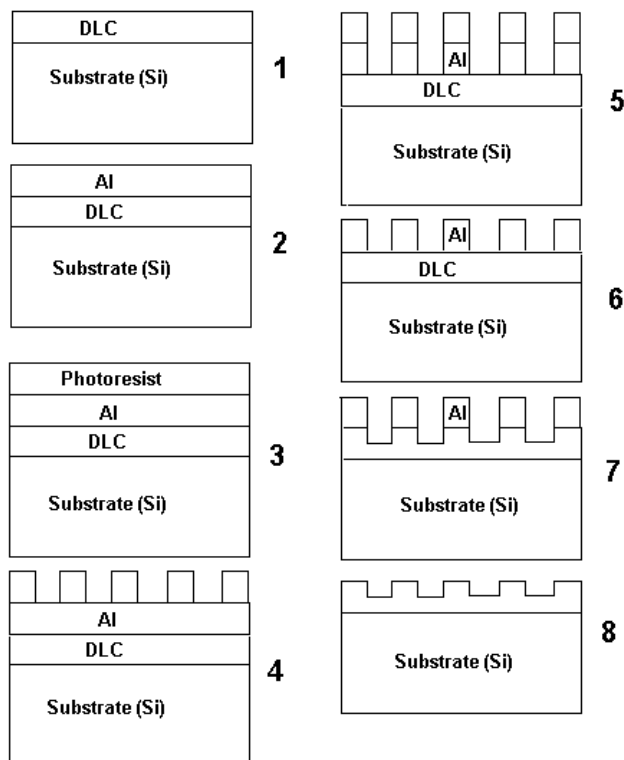 DLC
Substrate (Si)
1
Al
DLC
Substrate (Si)
2
Photoresist
Al
DLC
Substrate (Si)
3
Al
DLC
Substrate (Si)
4
Al
DLC
Substrate (Si)
5
Al
DLC
Substrate (Si)
6
Al
Substrate (Si)
7
Substrate (Si)
8